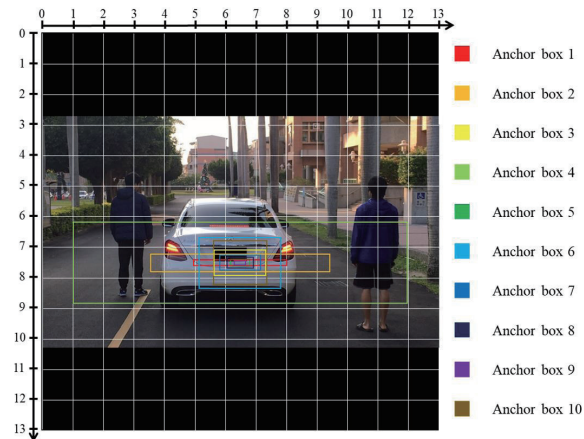 0 1 2 3 4 5 6 7 8 9 10 11 12 13
0
1
2
3
4
5
6
7
8
9
10
11
12
13
Anchor box 1
Anchor box 2
Anchor box 3
Anchor box 4
Anchor box 5
Anchor box 6
Anchor box 7
Anchor box 8
Anchor box 9
Anchor box 10